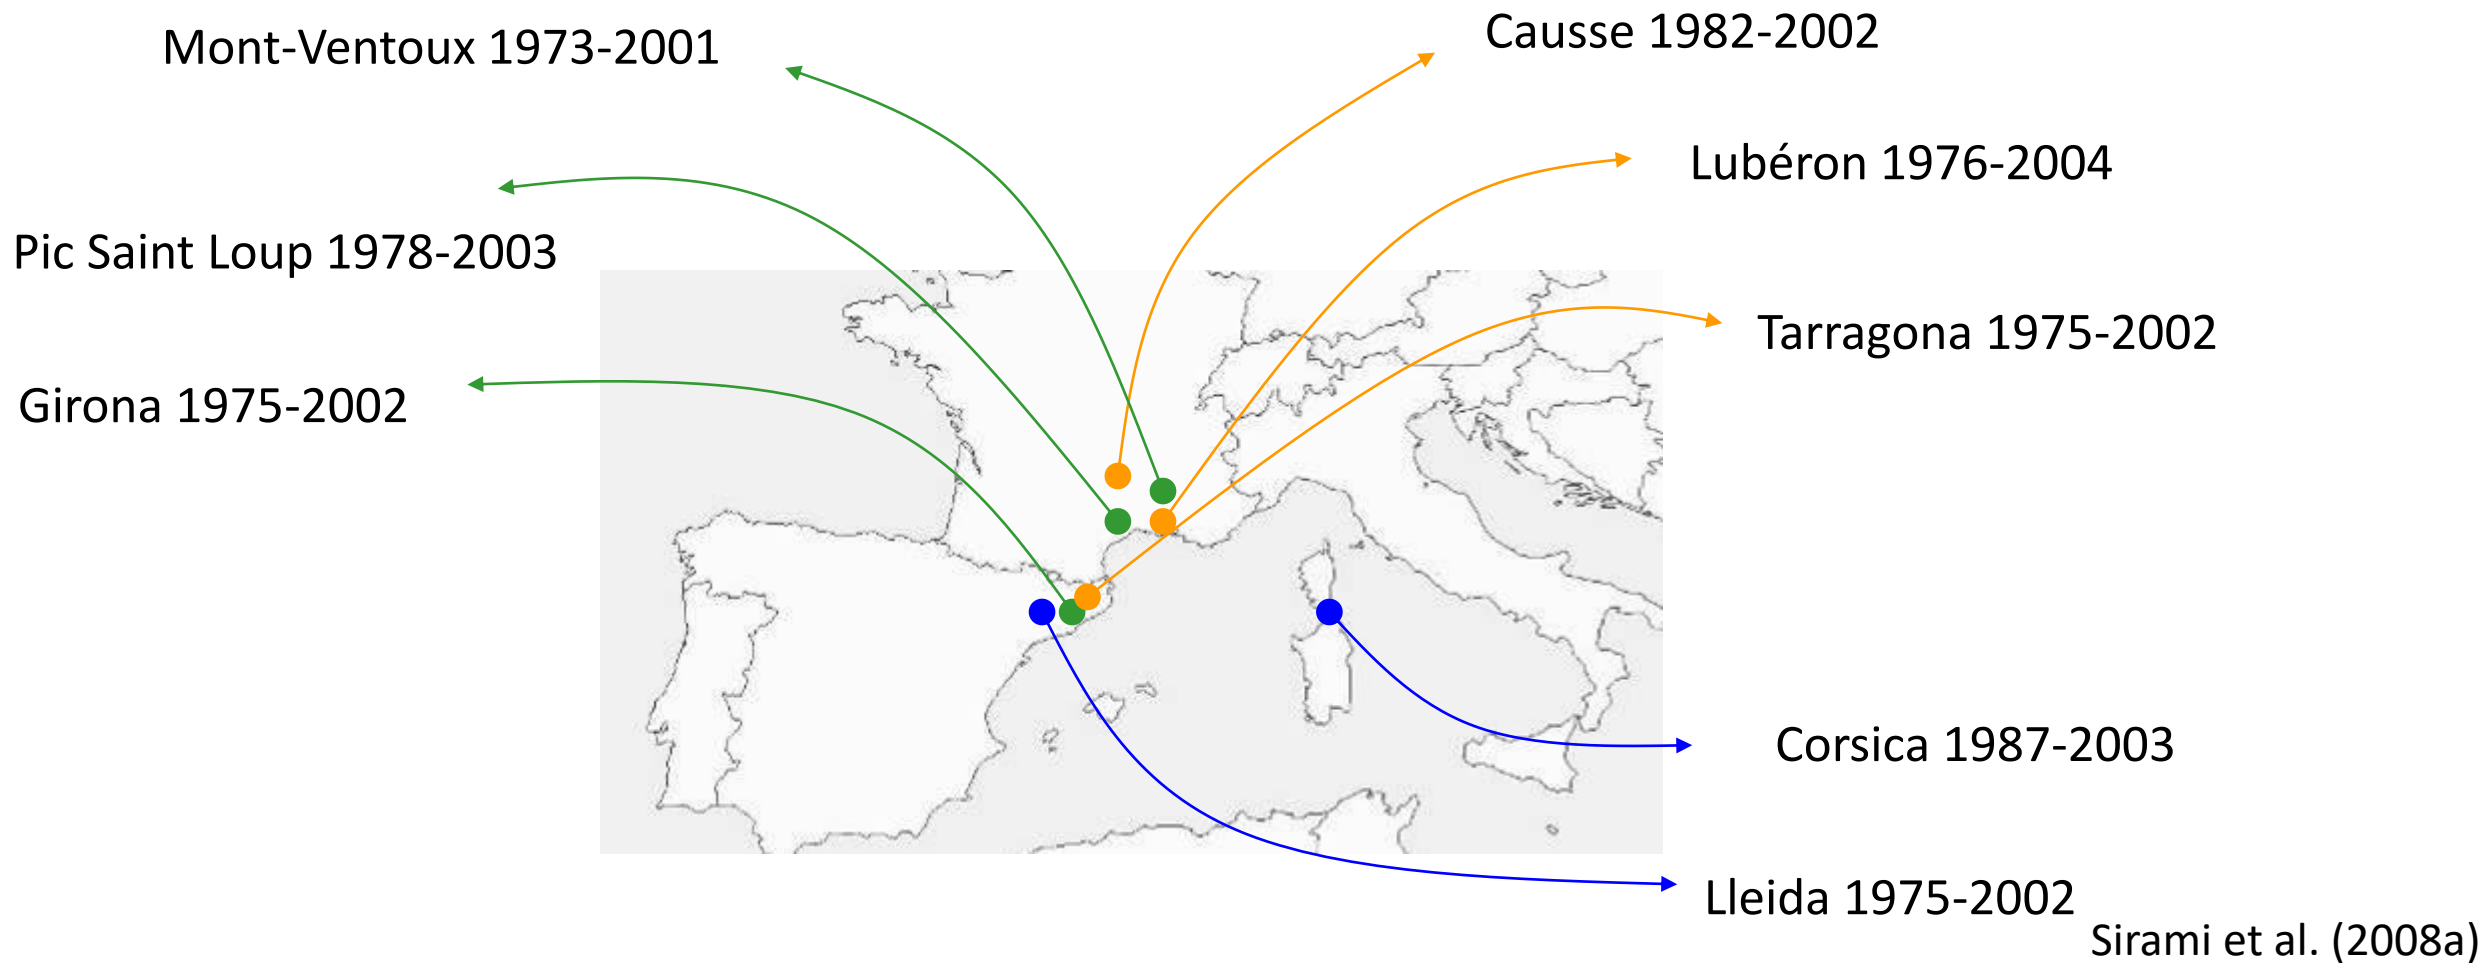 Mont-Ventoux 1973-2001
Causse 1982-2002
Lubéron 1976-2004
Pic Saint Loup 1978-2003
Tarragona 1975-2002
Girona 1975-2002
Corsica 1987-2003
Lleida 1975-2002
Sirami et al. (2008a)